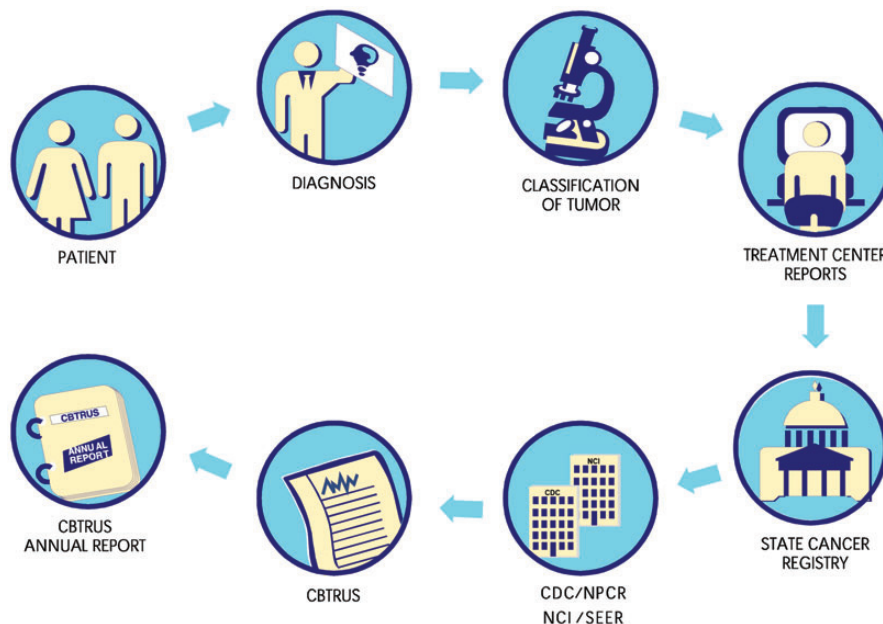 PATIENT
DIAGNOSIS
CLASSIFICATION
OF TUMOR
TREATMENT CENTER
REPORTS
STATE CANCER
REGISTRY
NCI
CDC
CDC/NPCR
NCI/SEER
CBTRUS
CBTRUS
ANNUAL
REPORT
CBTRUS
ANNUAL REPORT